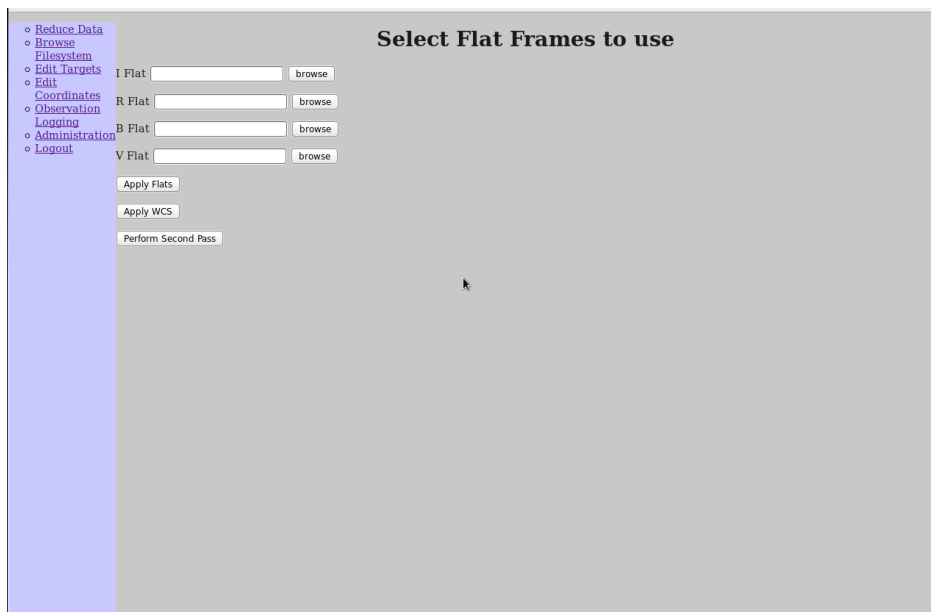 Reduce Data
Browse
Filesystem
Edit Targets
Edit
Coordinates
Observation
Logging
Administration
Logout
Select Flat Frames to use
I Flat browse
R Flat browse
B Flat browse
V Flat browse
Apply Flats
Apply WCS
Perform Second Pass